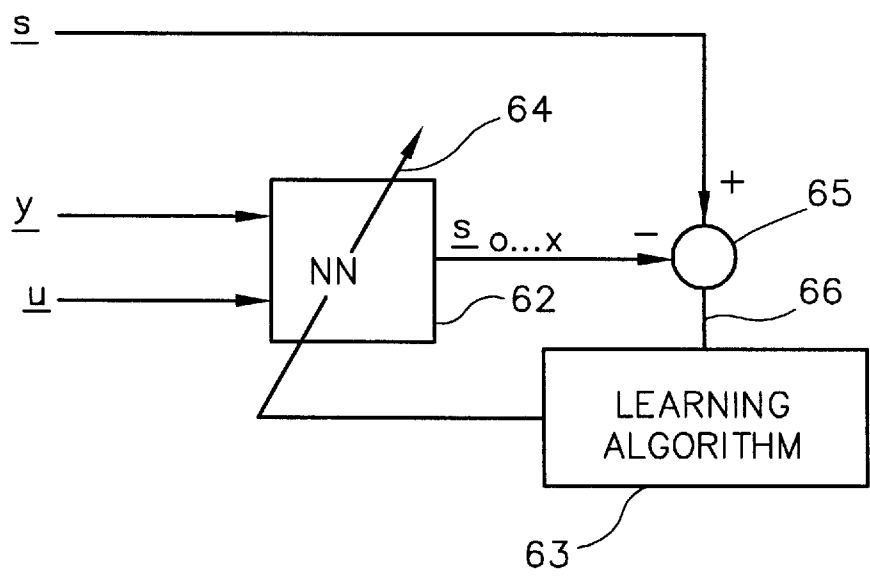 s
64
y
+
65
s o...x
−
NN
u
62
66
LEARNING
ALGORITHM
63